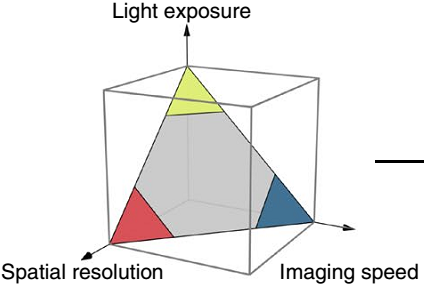 Light exposure
Spatial resolution
Imaging speed